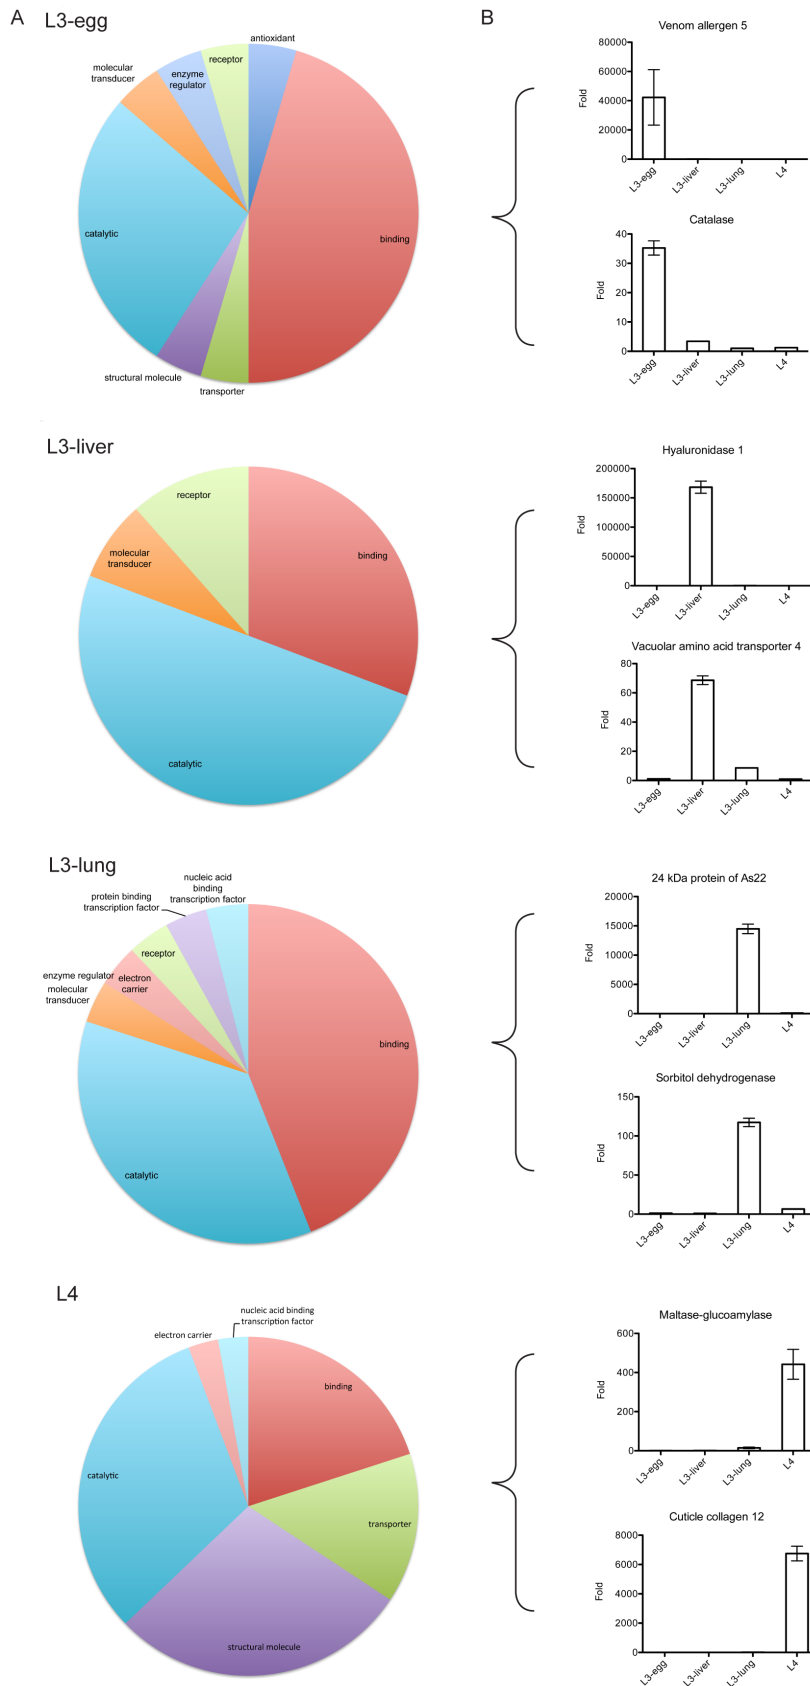 A
L3-egg
antioxidant
receptor
enzyme
regulator
molecular
transducer
catalytic
binding
structural molecule
transporter
B
Venom allergen 5
Fold
80000
60000
40000
20000
0
L3-egg
L3-liver
L3-lung
L4
Catalase
Fold
40
30
20
10
0
L3-egg
L3-liver
L3-lung
L4
L3-liver
receptor
molecular
transducer
binding
catalytic
Hyaluronidase 1
Fold
200000
150000
100000
50000
0
L3-egg
L3-liver
L3-lung
L4
Vacuolar amino acid transporter 4
Fold
80
60
40
20
0
L3-egg
L3-liver
L3-lung
L4
L3-lung
nucleic acid
binding
transcription factor
protein binding
transcription factor
receptor
enzyme regulator
electron
carrier
molecular
transducer
binding
catalytic
24 kDa protein of As22
Fold
20000
15000
10000
5000
0
L3-egg
L3-liver
L3-lung
L4
Sorbitol dehydrogenase
Fold
150
100
50
0
L3-egg
L3-liver
L3-lung
L4
L4
nucleic acid binding
transcription factor
electron carrier
binding
catalytic
transporter
structural molecule
Maltase-glucoamylase
Fold
600
400
200
0
L3-egg
L3-liver
L3-lung
L4
Cuticle collagen 12
Fold
8000
6000
4000
2000
0
L3-egg
L3-liver
L3-lung
L4